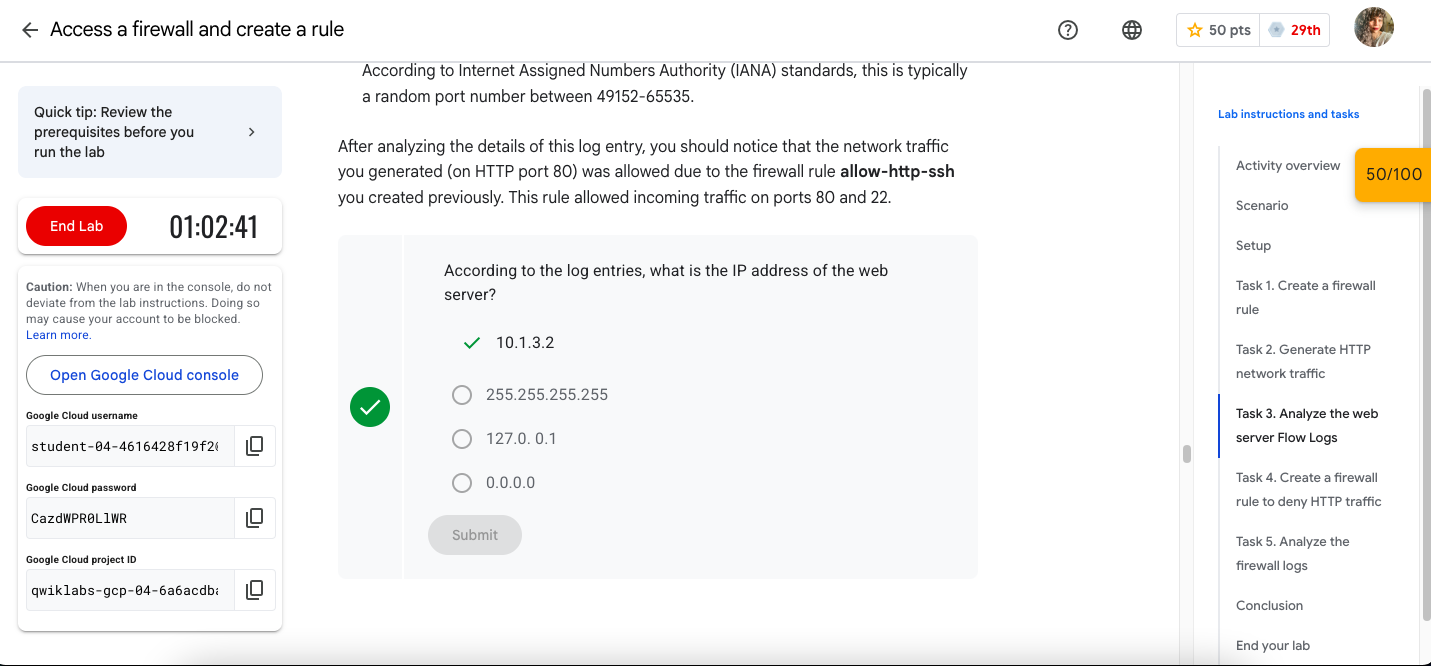 Access a firewall and create a rule
50 pts
29th
Quick tip: Review the
prerequisites before you
run the lab
End Lab
01:02:41
Caution: When you are in the console, do not
deviate from the lab instructions. Doing so
may cause your account to be blocked.
Learn more.
Open Google Cloud console
Google Cloud username
student-04-4616428f19f2
Google Cloud password
CazdWPR0LlWR
Google Cloud project ID
qwiklabs-gcp-04-6a6acdba
According to Internet Assigned Numbers Authority (IANA) standards, this is typically
a random port number between 49152-65535.
After analyzing the details of this log entry, you should notice that the network traffic
you generated (on HTTP port 80) was allowed due to the firewall rule allow-http-ssh
you created previously. This rule allowed incoming traffic on ports 80 and 22.
According to the log entries, what is the IP address of the web
server?
10.1.3.2
255.255.255.255
127.0. 0.1
0.0.0.0
Submit
Lab instructions and tasks
Activity overview
50/100
Scenario
Setup
Task 1. Create a firewall
rule
Task 2. Generate HTTP
network traffic
Task 3. Analyze the web
server Flow Logs
Task 4. Create a firewall
rule to deny HTTP traffic
Task 5. Analyze the
firewall logs
Conclusion
End your lab